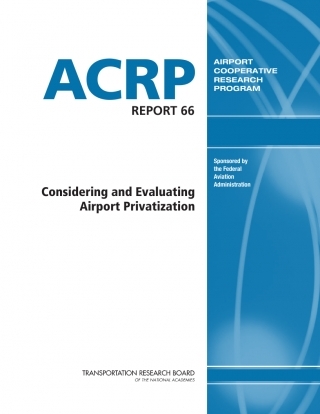 ACRP
REPORT 66
AIRPORT
COOPERATIVE
RESEARCH
PROGRAM
Sponsored by
the Federal
Aviation
Administration
Considering and Evaluating
Airport Privatization
TRANSPORTATION RESEARCH BOARD
OF THE NATIONAL ACADEMIES